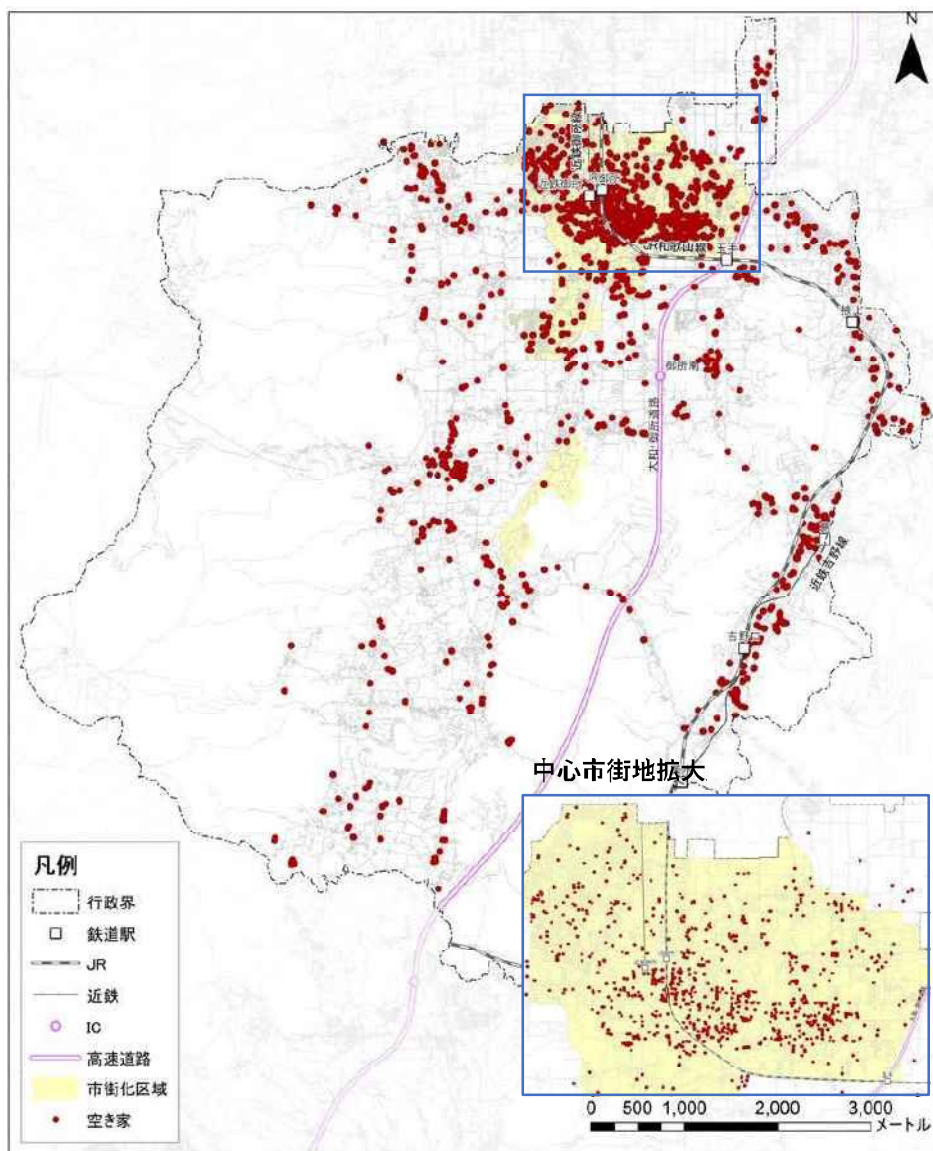 N
近鉄御所線
近鉄御所
JR和歌山線
玉手
掖上
御所南
大和・御所道路
近鉄吉野線
吉野口
中心市街地拡大
凡例
行政界
鉄道駅
JR
近鉄
IC
高速道路
市街化区域
空き家
0 500 1,000 2,000 3,000
メートル